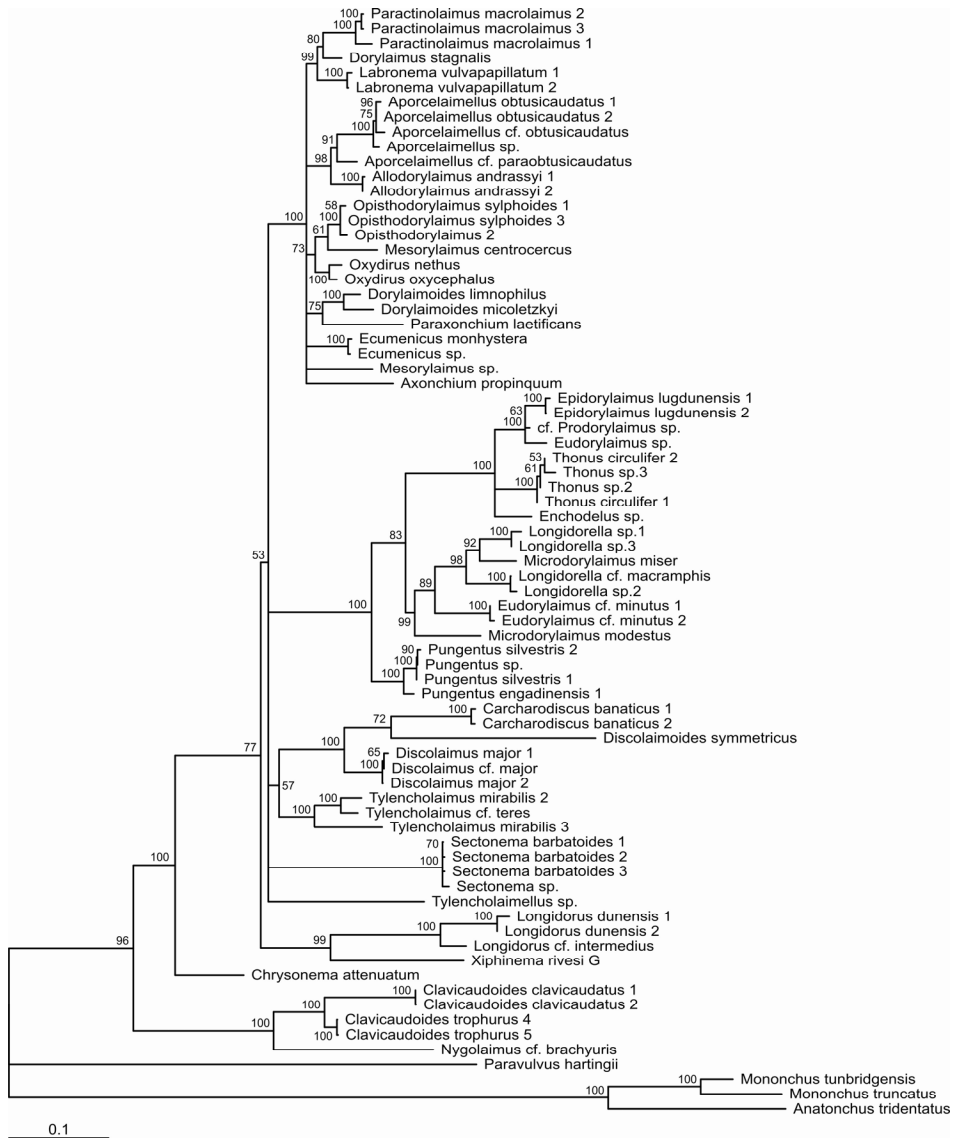 100 Paractinolaimus macrolaimus 2
100 Paractinolaimus macrolaimus 3
80 Paractinolaimus macrolaimus 1
99 Dorylaimus stagnalis
100 Labronema vulvapapillatum 1
Labronema vulvapapillatum 2
96 Aporcelaimellus obtusicaudatus 1
75 Aporcelaimellus obtusicaudatus 2
100 Aporcelaimellus cf. obtusicaudatus
91 Aporcelaimellus sp.
98 Aporcelaimellus cf. paraobtusicaudatus
100 Allodorylaimus andrassyi 1
Allodorylaimus andrassyi 2
58 Opisthodorylaimus sylphoides 1
100 100 Opisthodorylaimus sylphoides 3
61 Opisthodorylaimus 2
73 Mesorylaimus centrocercus
Oxydirus nethus
100 Oxydirus oxycephalus
100 Dorylaimoides limnophilus
75 Dorylaimoides micoletzkyi
Paraxonchium laetificans
100 Ecumenicus monhystera
Ecumenicus sp.
Mesorylaimus sp.
Axonchium propinquum
100 Epidorylaimus lugdunensis 1
63 Epidorylaimus lugdunensis 2
100 cf. Prodorylaimus sp.
Eudorylaimus sp.
53 Thonus circulifer 2
100 61 Thonus sp.3
100 Thonus sp.2
Thonus circulifer 1
Enchodelus sp.
100 Longidorella sp.1
83 92 Longidorella sp.3
98 Microdorylaimus miser
53 100 Longidorella cf. macramphis
89 Longidorella sp.2
100 100 Eudorylaimus cf. minutus 1
99 Eudorylaimus cf. minutus 2
Microdorylaimus modestus
90 Pungentus silvestris 2
100 Pungentus sp.
100 Pungentus silvestris 1
Pungentus engadinensis 1
100 Carcharodiscus banaticus 1
72 Carcharodiscus banaticus 2
100 Discolaimoides symmetricus
77 65 Discolaimus major 1
100 Discolaimus cf. major
57 Discolaimus major 2
100 Tylencholaimus mirabilis 2
100 Tylencholaimus cf. teres
Tylencholaimus mirabilis 3
70 Sectonema barbatoides 1
100 100 Sectonema barbatoides 2
Sectonema barbatoides 3
Sectonema sp.
Tylencholaimellus sp.
100 Longidorus dunensis 1
100 Longidorus dunensis 2
96 99 Longidorus cf. intermedius
Xiphinema rivesi G
Chrysonema attenuatum
100 Clavicaudoides clavicaudatus 1
100 Clavicaudoides clavicaudatus 2
100 Clavicaudoides trophurus 4
100 Clavicaudoides trophurus 5
Nygolaimus cf. brachyuris
Paravulvus hartingii
100 Mononchus tunbridgensis
100 Mononchus truncatus
Anatonchus tridentatus
0.1